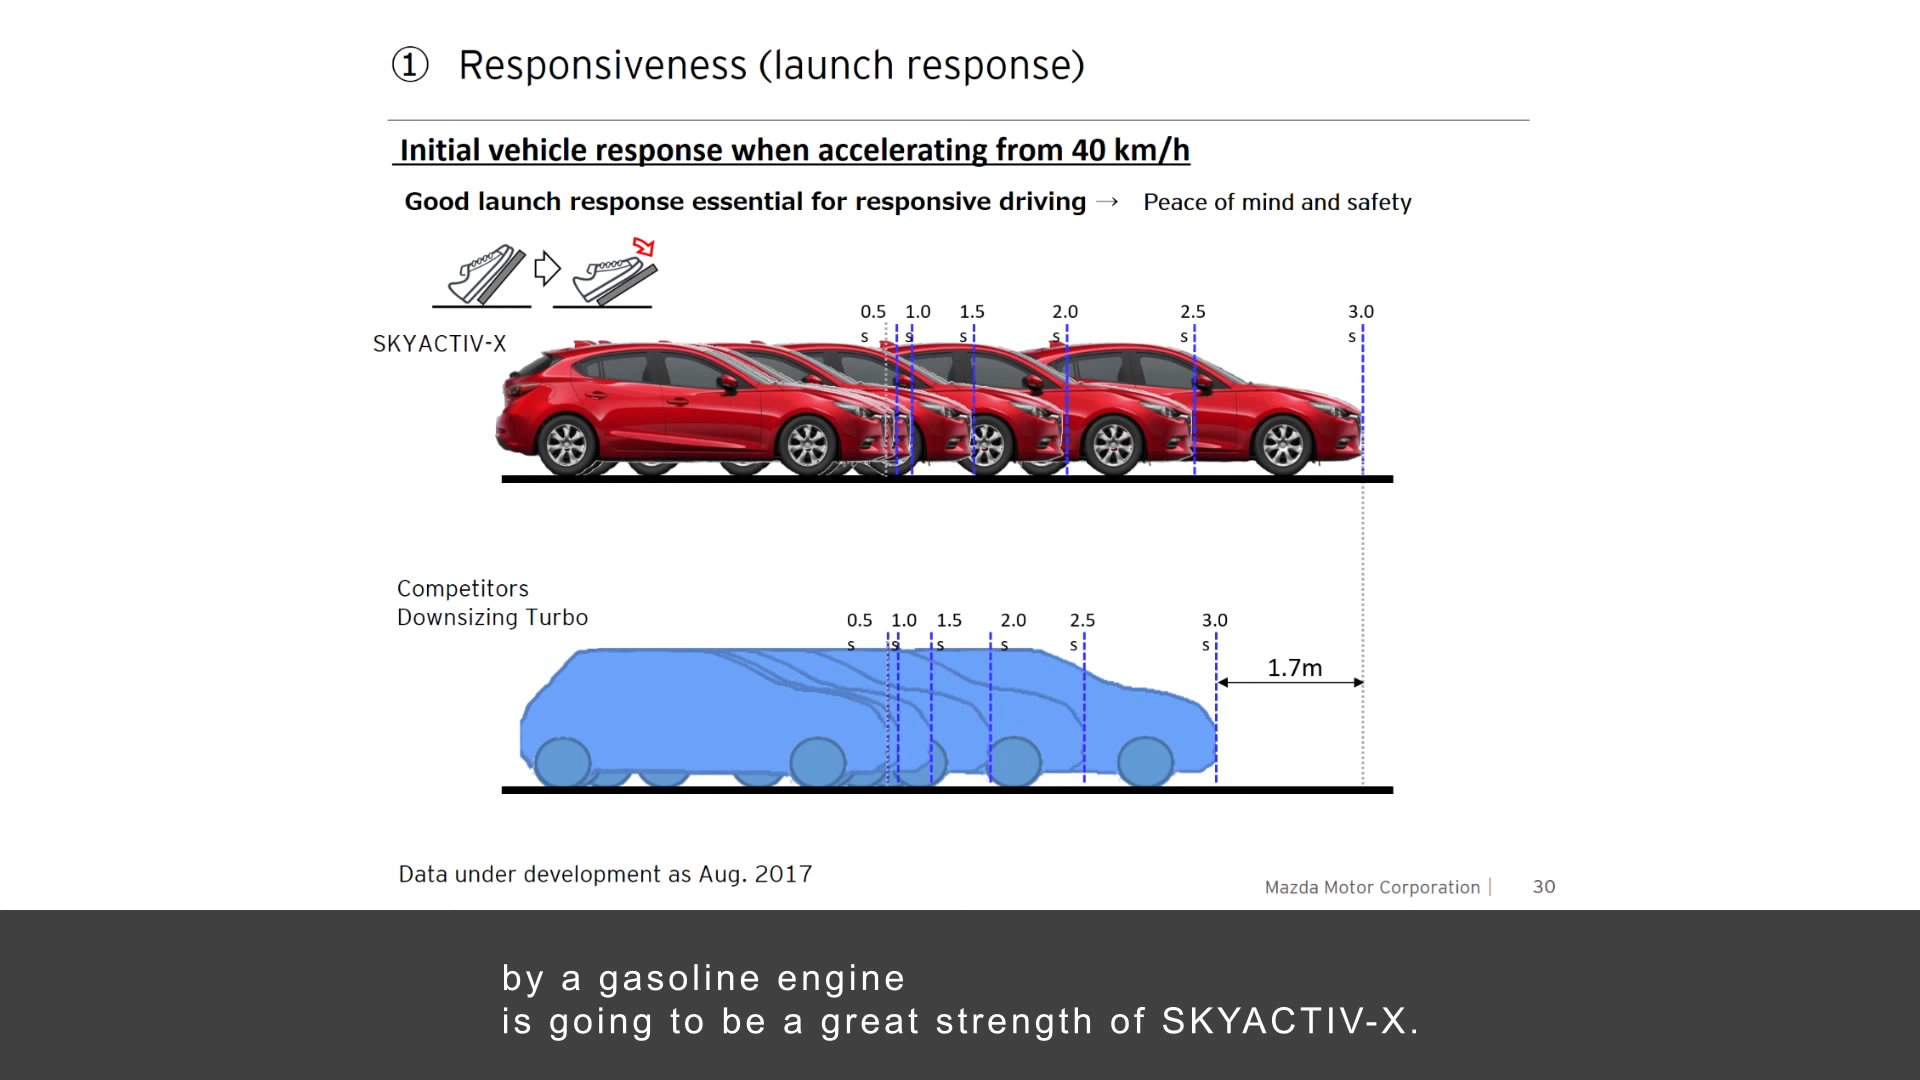 ① Responsiveness (launch response)
Initial vehicle response when accelerating from 40 km/h
Good launch response essential for responsive driving → Peace of mind and safety
0.5 s 1.0 s 1.5 s 2.0 s 2.5 s 3.0 s
SKYACTIV-X
Competitors
Downsizing Turbo
0.5 s 1.0 s 1.5 s 2.0 s 2.5 s 3.0 s
1.7m
Data under development as Aug. 2017
Mazda Motor Corporation | 30
by a gasoline engine
is going to be a great strength of SKYACTIV-X.